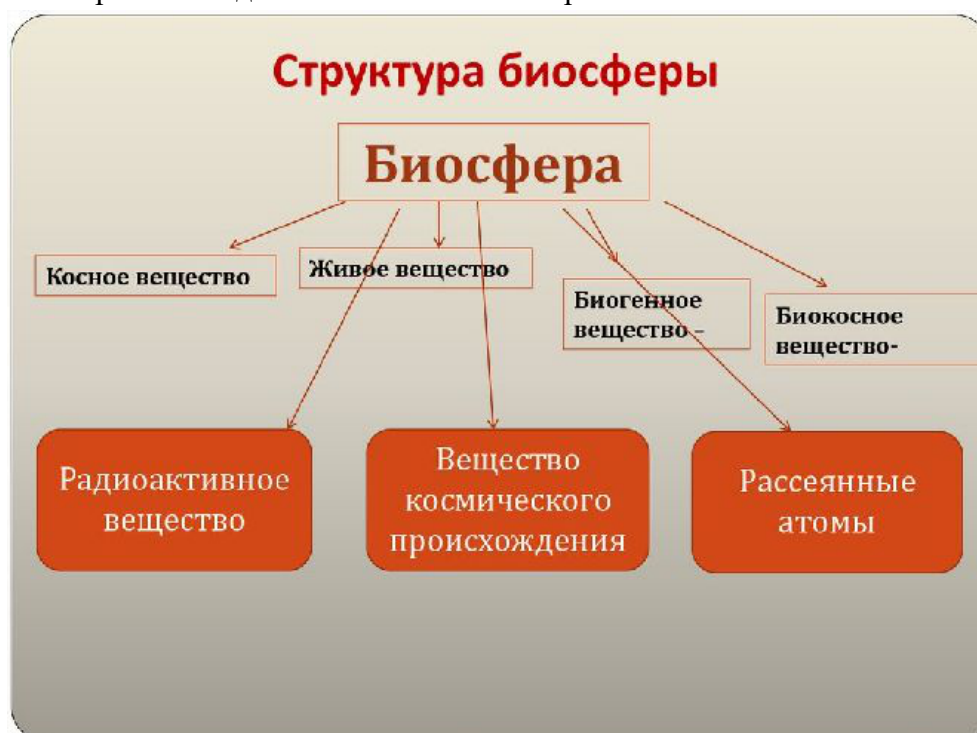 Структура биосферы
Биосфера
Косное вещество
Живое вещество
Биогенное
вещество –
Биокосное
вещество-
Радиоактивное
вещество
Вещество
космического
происхождения
Рассеянные
атомы